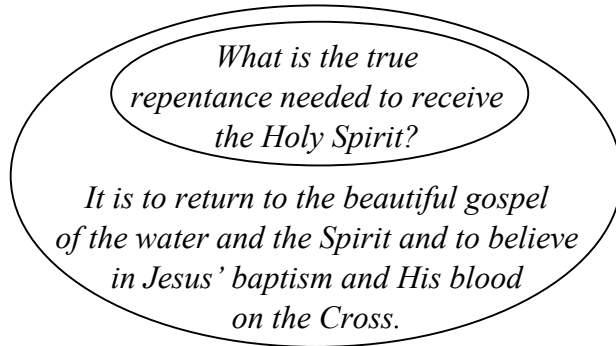 What is the true
repentance needed to receive
the Holy Spirit?
It is to return to the beautiful gospel
of the water and the Spirit and to believe
in Jesus’ baptism and His blood
on the Cross.